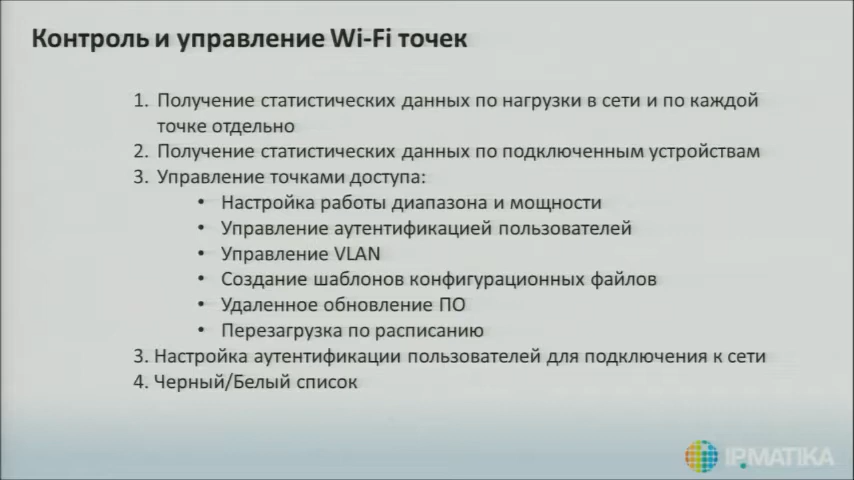 Контроль и управление Wi-Fi точек
1. Получение статистических данных по нагрузки в сети и по каждой
точке отдельно
2. Получение статистических данных по подключенным устройствам
3. Управление точками доступа:
• Настройка работы диапазона и мощности
• Управление аутентификацией пользователей
• Управление VLAN
• Создание шаблонов конфигурационных файлов
• Удаленное обновление ПО
• Перезагрузка по расписанию
3. Настройка аутентификации пользователей для подключения к сети
4. Черный/Белый список
IPMATIKA